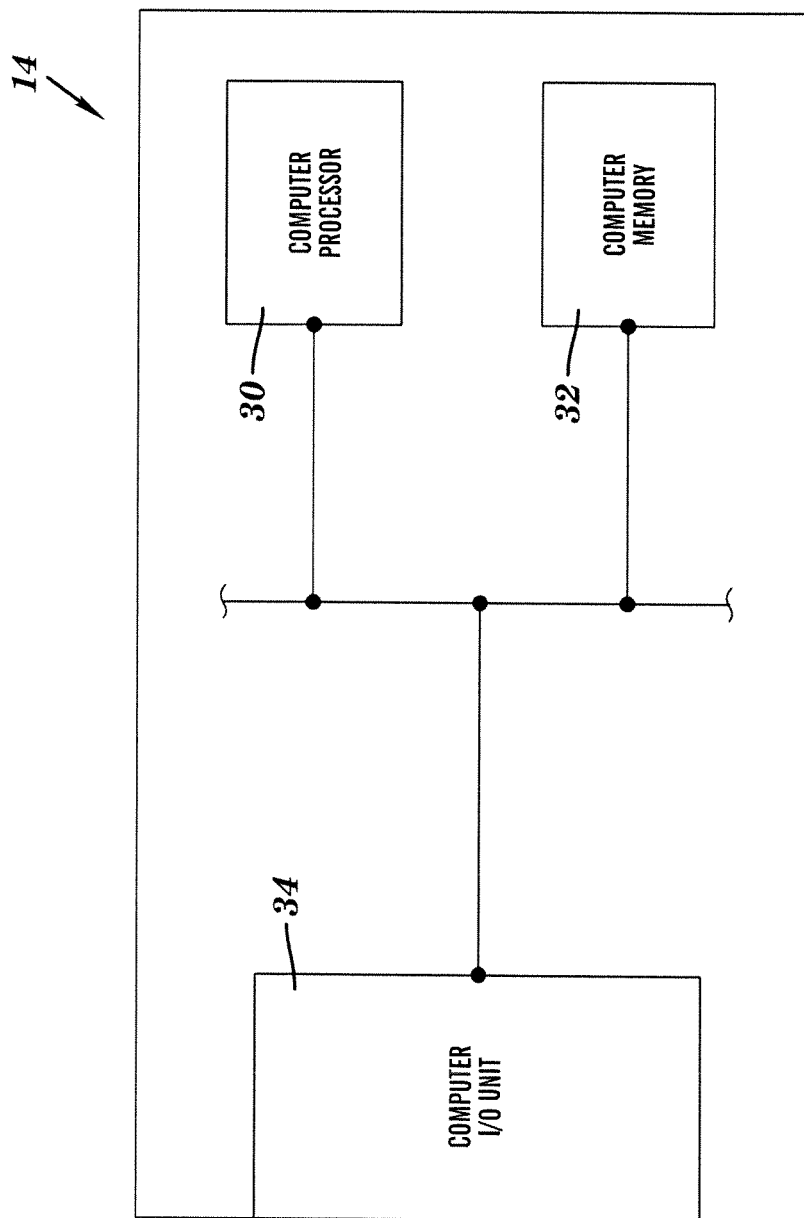 14
COMPUTER
PROCESSOR
30
COMPUTER
MEMORY
32
34
COMPUTER
I/O UNIT